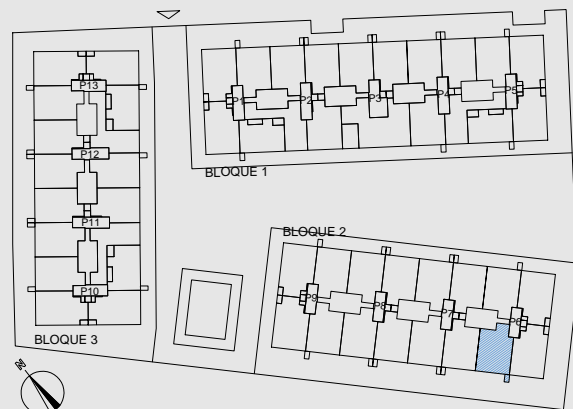 P13
P1
P2
P3
P4
P5
P12
BLOQUE 1
P11
BLOQUE 2
P10
P9
P8
P7
P6
BLOQUE 3
N